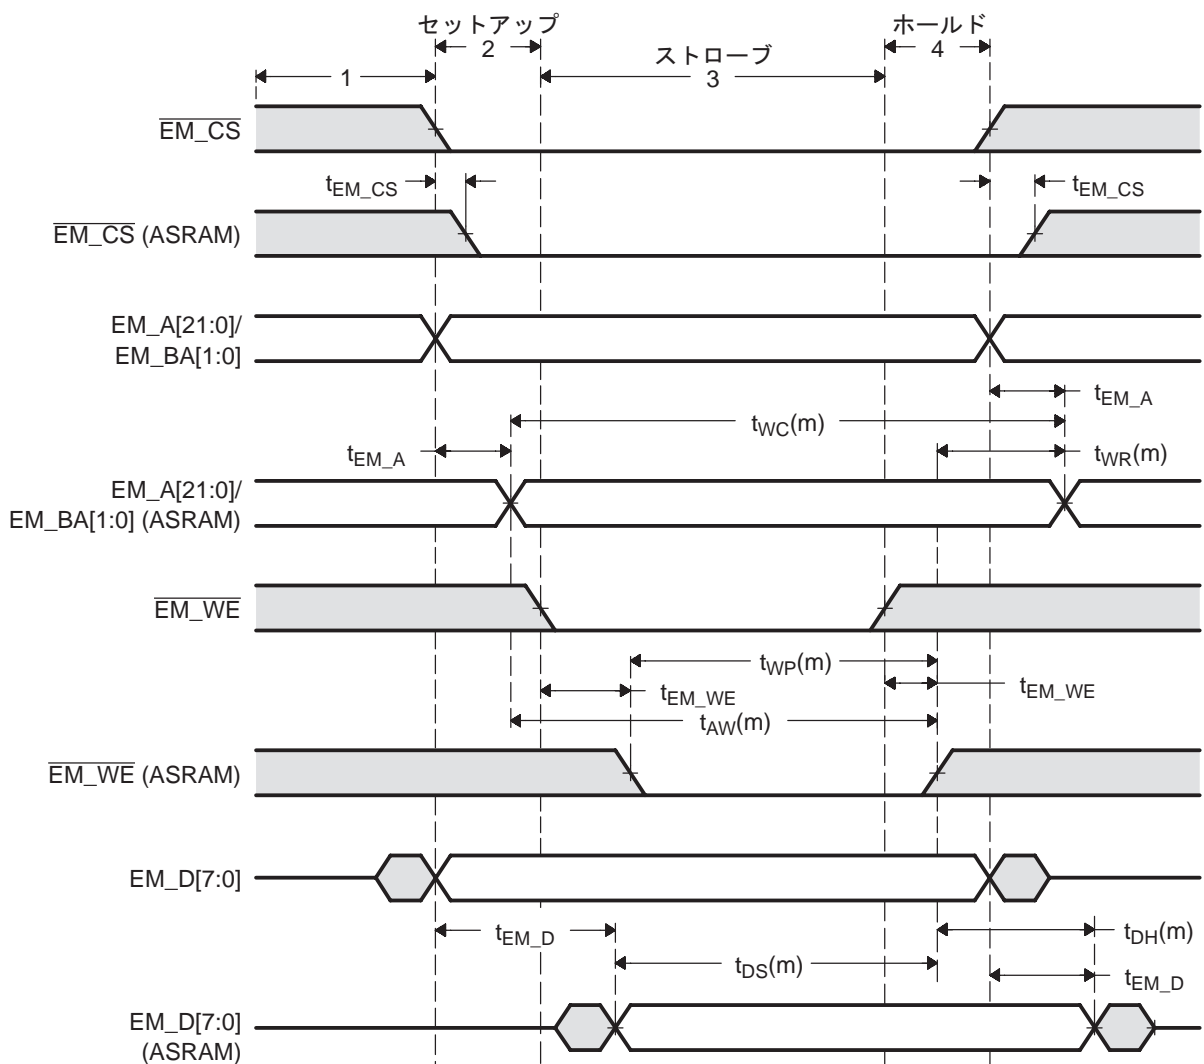 セットアップ
2
ホールド
4
ストローブ
3
1
EM_CS
tEM_CS
tEM_CS
EM_CS (ASRAM)
EM_A[21:0]/
EM_BA[1:0]
tEM_A
tWC(m)
tEM_A
tWR(m)
EM_A[21:0]/
EM_BA[1:0] (ASRAM)
EM_WE
tWP(m)
tEM_WE
tEM_WE
tAW(m)
EM_WE (ASRAM)
EM_D[7:0]
tEM_D
tDH(m)
tDS(m)
tEM_D
EM_D[7:0]
(ASRAM)